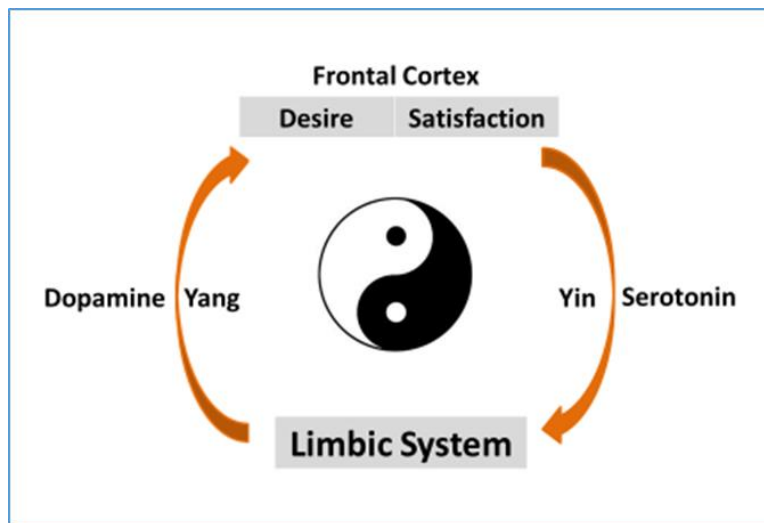 Frontal Cortex
Desire Satisfaction
Dopamine Yang Yin Serotonin
Limbic System